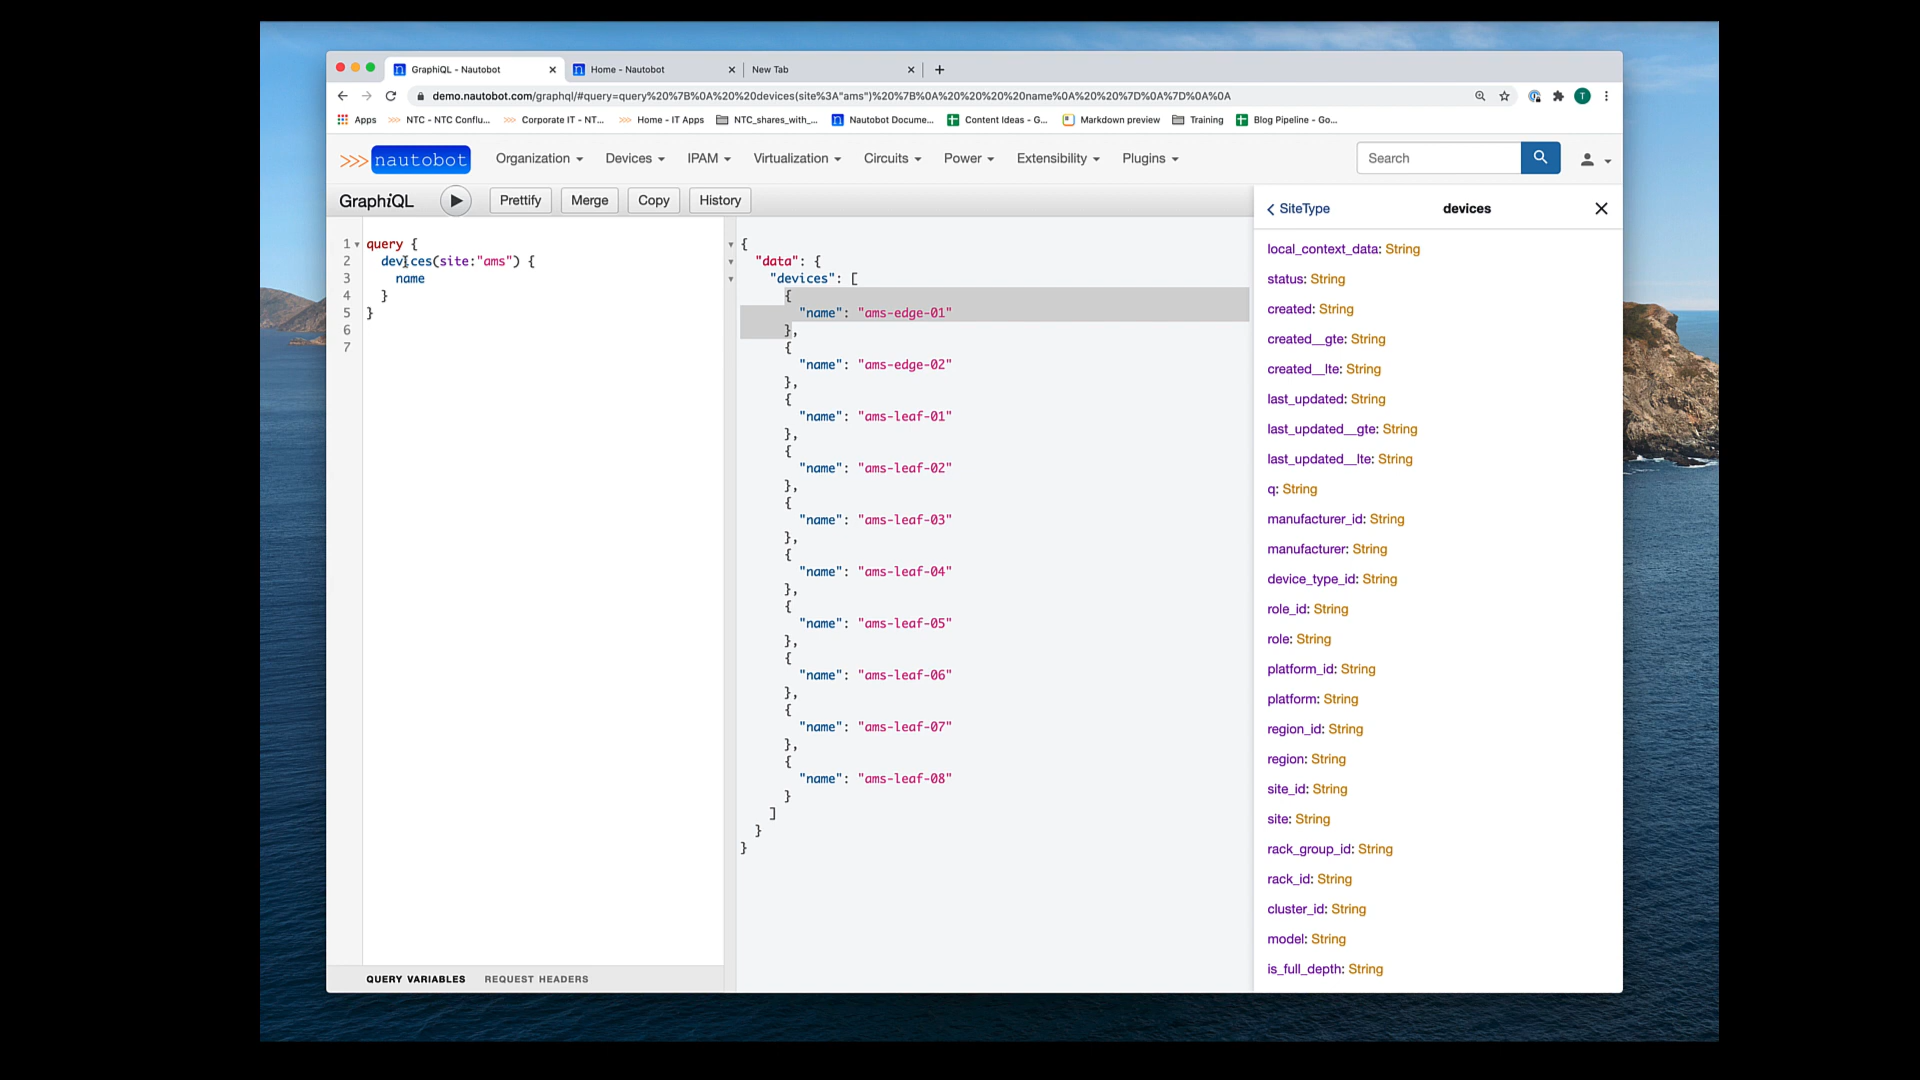 GraphiQL - Nautobot
Home - Nautobot
New Tab
demo.nautobot.com/graphql/#query=query%20%7B%0A%20%20devices(site%3A"ams")%20%7B%0A%20%20%20%20name%0A%20%20%7D%0A%7D%0A%0A
Apps
NTC - NTC Conflu...
Corporate IT - NT...
Home - IT Apps
NTC_shares_with_...
Nautobot Docume...
Content Ideas - G...
Markdown preview
Training
Blog Pipeline - Go...
>>> nautobot
Organization
Devices
IPAM
Virtualization
Circuits
Power
Extensibility
Plugins
Search
T
GraphiQL
Prettify
Merge
Copy
History
1 query {
2 devices(site:"ams") {
3 name
4 }
5 }
6
7
{
"data": {
"devices": [
{
"name": "ams-edge-01"
},
{
"name": "ams-edge-02"
},
{
"name": "ams-leaf-01"
},
{
"name": "ams-leaf-02"
},
{
"name": "ams-leaf-03"
},
{
"name": "ams-leaf-04"
},
{
"name": "ams-leaf-05"
},
{
"name": "ams-leaf-06"
},
{
"name": "ams-leaf-07"
},
{
"name": "ams-leaf-08"
}
]
}
}
SiteType
devices
local_context_data: String
status: String
created: String
created__gte: String
created__lte: String
last_updated: String
last_updated__gte: String
last_updated__lte: String
q: String
manufacturer_id: String
manufacturer: String
device_type_id: String
role_id: String
role: String
platform_id: String
platform: String
region_id: String
region: String
site_id: String
site: String
rack_group_id: String
rack_id: String
cluster_id: String
model: String
is_full_depth: String
QUERY VARIABLES
REQUEST HEADERS